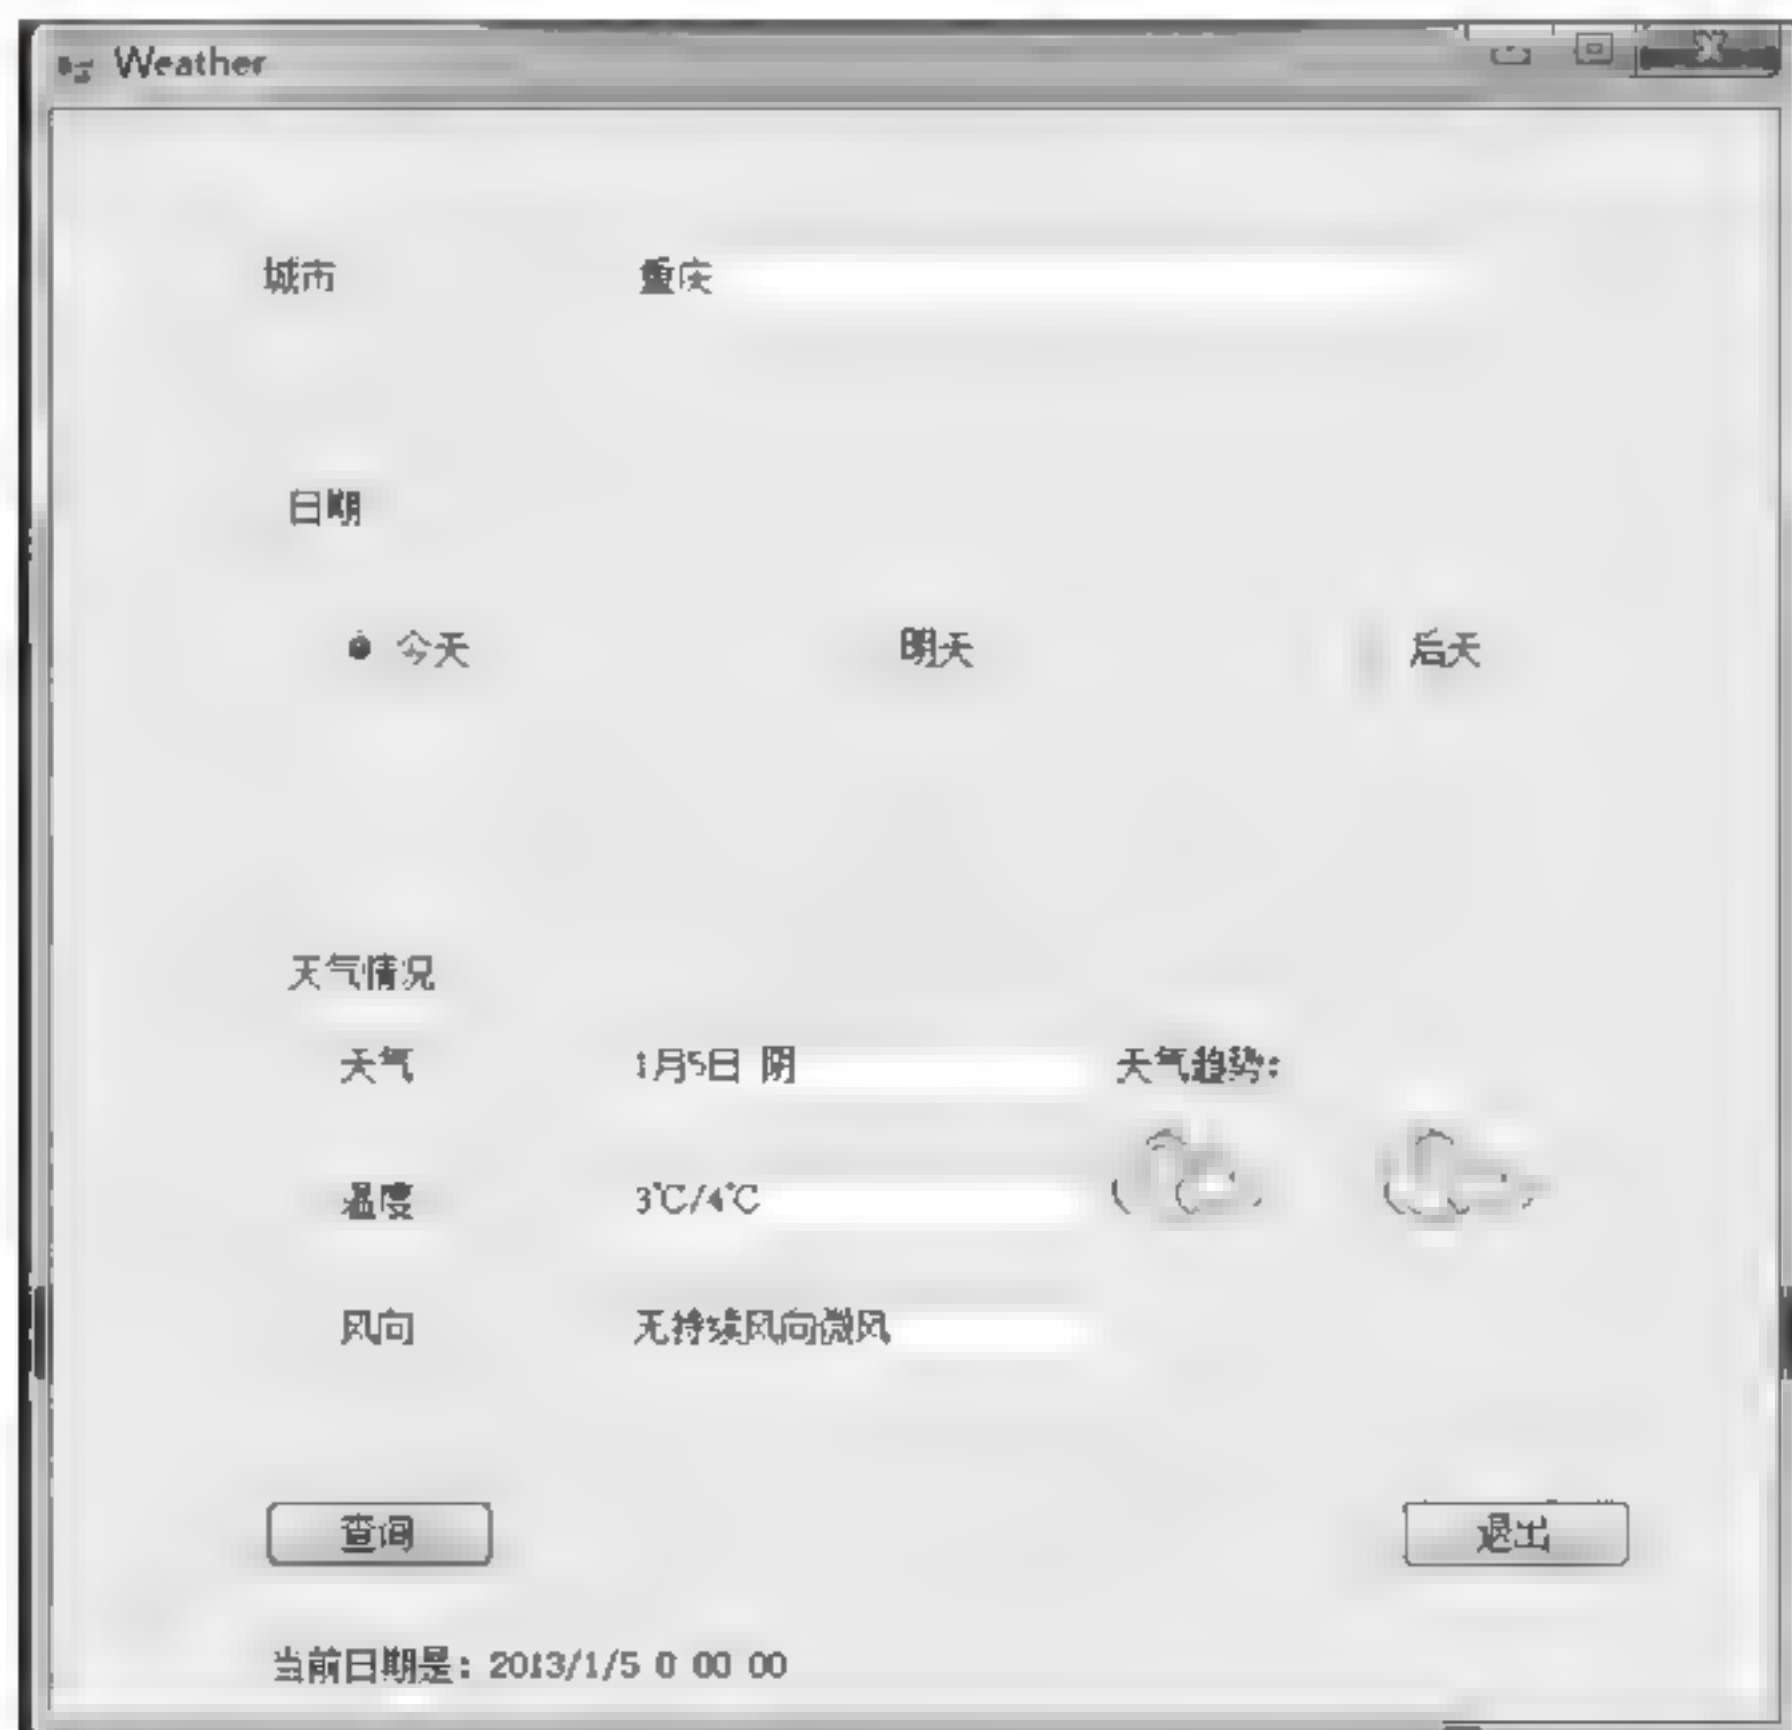 Weather
城市 重庆
日期
今天 明天 后天
天气情况
天气 1月5日 阴 天气趋势：
温度 3℃/4℃
风向 无持续风向微风
查询 退出
当前日期是：2013/1/5 0 00 00